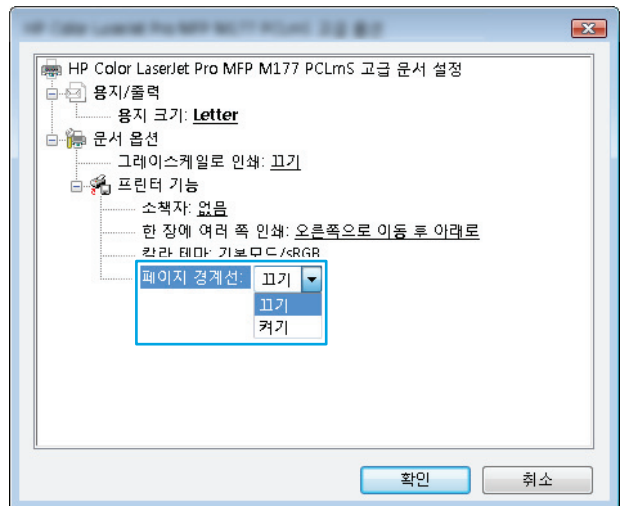 HP Color LaserJet Pro MFP M177 PCLmS 고급 문서 설정
용지/출력
용지 크기: Letter
문서 옵션
그레이스케일로 인쇄: 끄기
프린터 기능
소책자: 없음
한 장에 여러 쪽 인쇄: 오른쪽으로 이동 후 아래로
칼라 테마: 기본모드/sRGB
페이지 경계선: 끄기
끄기
켜기
확인 취소